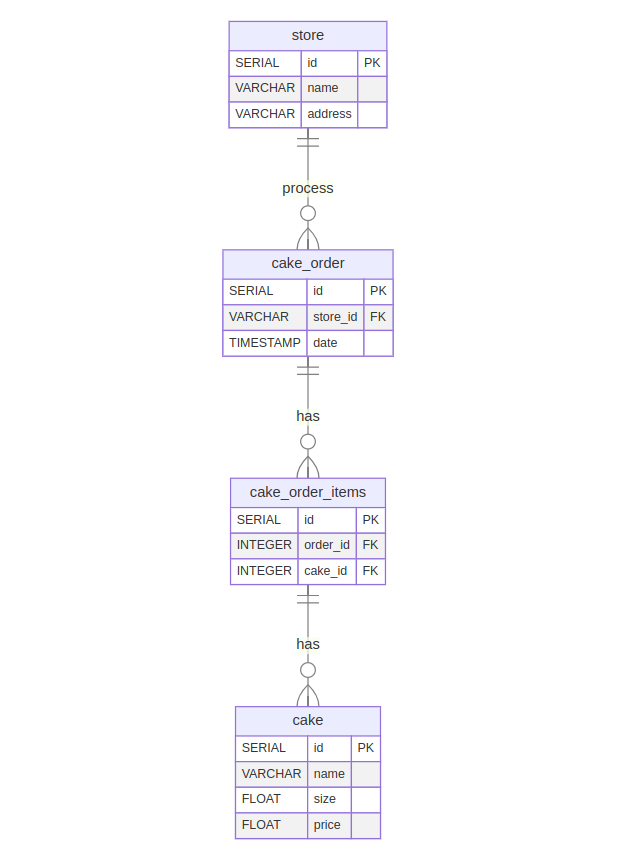 store
SERIAL id PK
VARCHAR name
VARCHAR address
process
cake_order
SERIAL id PK
VARCHAR store_id FK
TIMESTAMP date
has
cake_order_items
SERIAL id PK
INTEGER order_id FK
INTEGER cake_id FK
has
cake
SERIAL id PK
VARCHAR name
FLOAT size
FLOAT price